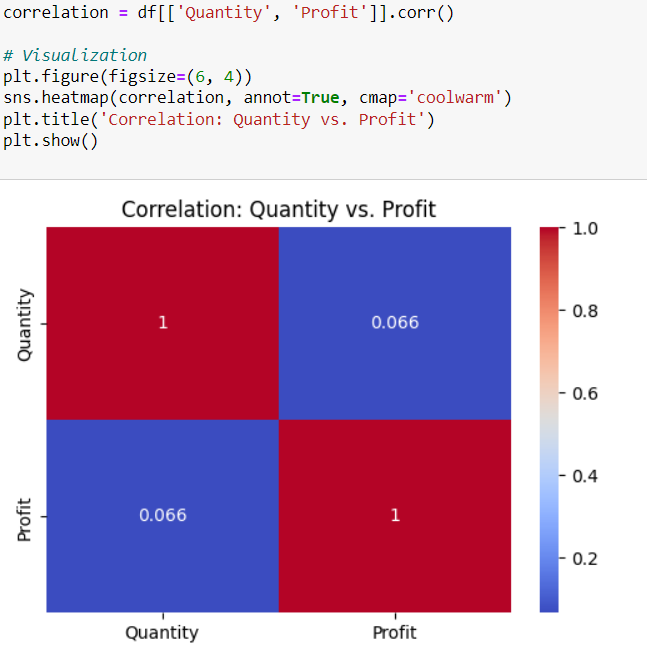 correlation = df[['Quantity', 'Profit']].corr()
# Visualization
plt.figure(figsize=(6, 4))
sns.heatmap(correlation, annot=True, cmap='coolwarm')
plt.title('Correlation: Quantity vs. Profit')
plt.show()
Correlation: Quantity vs. Profit
Quantity
1
0.066
Profit
0.066
1
Quantity
Profit
1.0
0.8
0.6
0.4
0.2